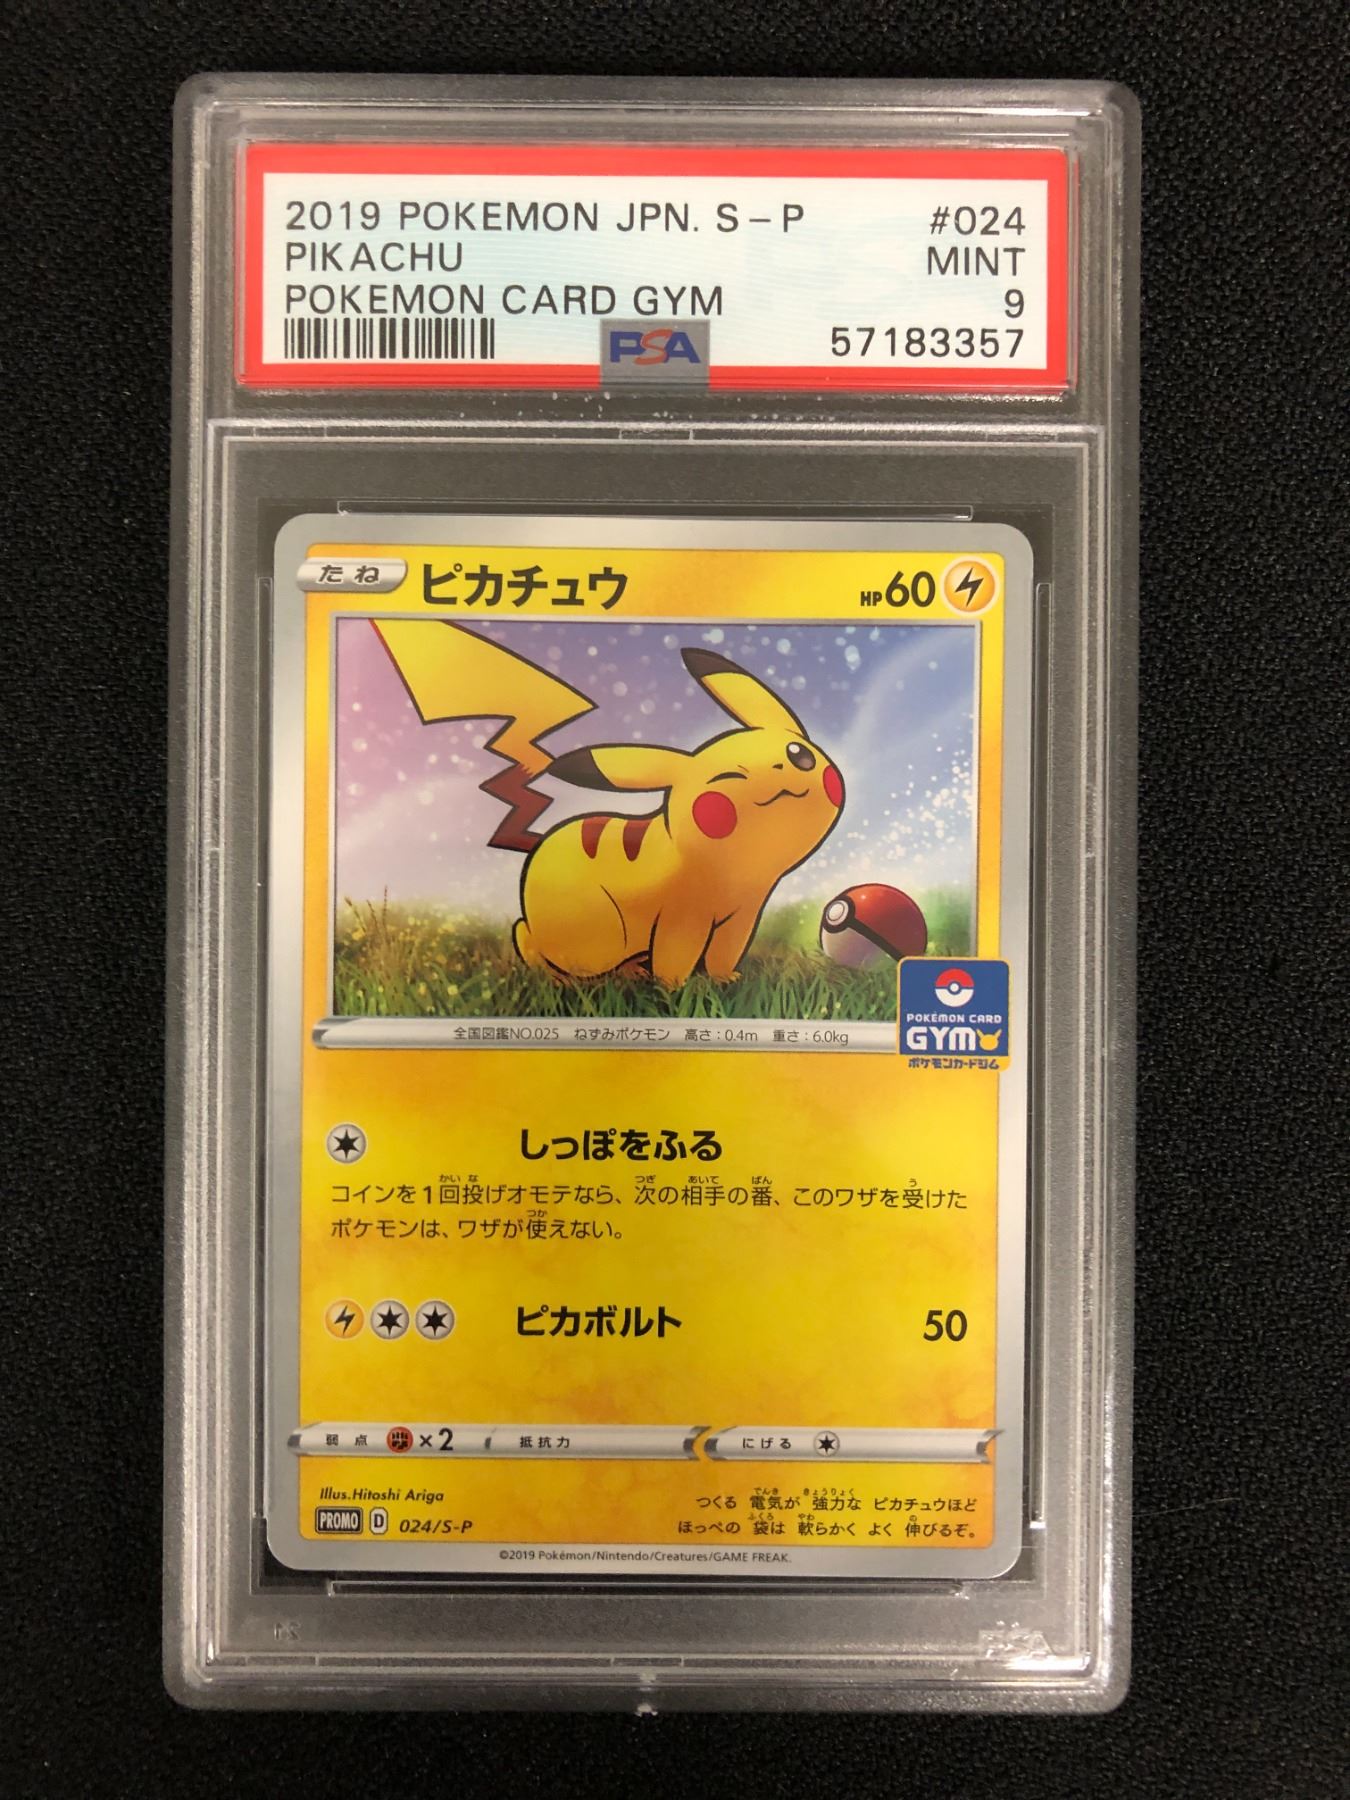 2019 POKEMON JPN. S-P #024
PIKACHU MINT
POKEMON CARD GYM 9
PSA 57183357
たね ピカチュウ HP60
POKÉMON CARD
GYM
ポケモンカードジム
全国図鑑NO.025 ねずみポケモン 高さ：0.4m 重さ：6.0kg
しっぽをふる
コインを1回投げオモテなら、次の相手の番、このワザを受けた
ポケモンは、ワザが使えない。
ピカボルト 50
弱点 ×2 抵抗力 にげる
Illus.Hitoshi Ariga
PROMO D 024/S-P
つくる 電気が 強力な ピカチュウほど
ほっぺの 袋は 軟らかく よく 伸びるぞ。
©2019 Pokémon/Nintendo/Creatures/GAME FREAK.
PSA